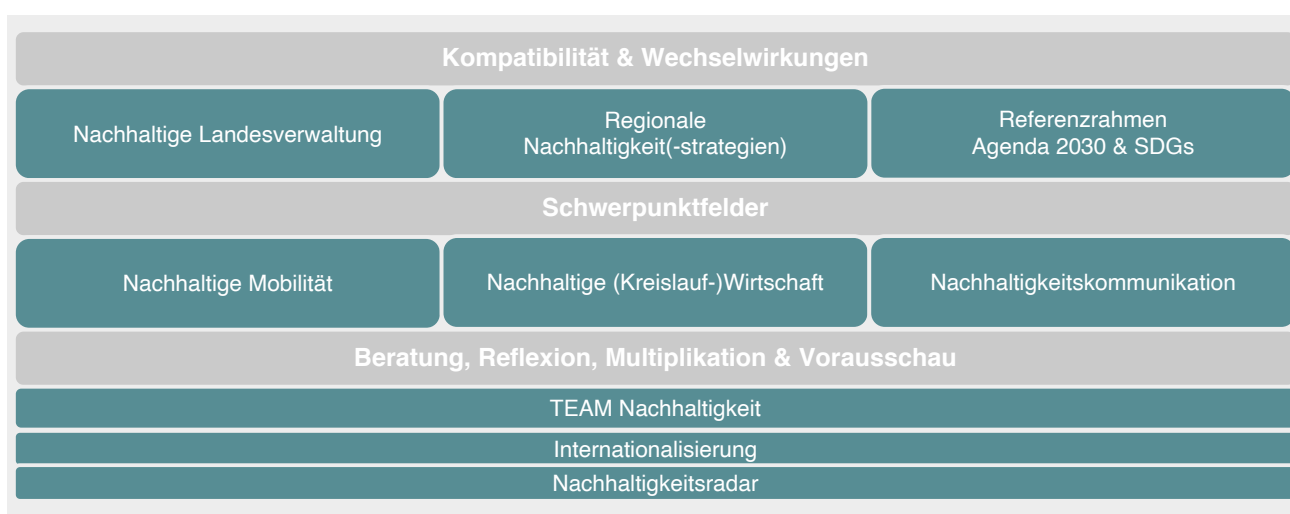 Kompatibilität & Wechselwirkungen
Nachhaltige Landesverwaltung
Regionale
Nachhaltigkeit(-strategien)
Referenzrahmen
Agenda 2030 & SDGs
Schwerpunktfelder
Nachhaltige Mobilität
Nachhaltige (Kreislauf-)Wirtschaft
Nachhaltigkeitskommunikation
Beratung, Reflexion, Multiplikation & Vorausschau
TEAM Nachhaltigkeit
Internationalisierung
Nachhaltigkeitsradar